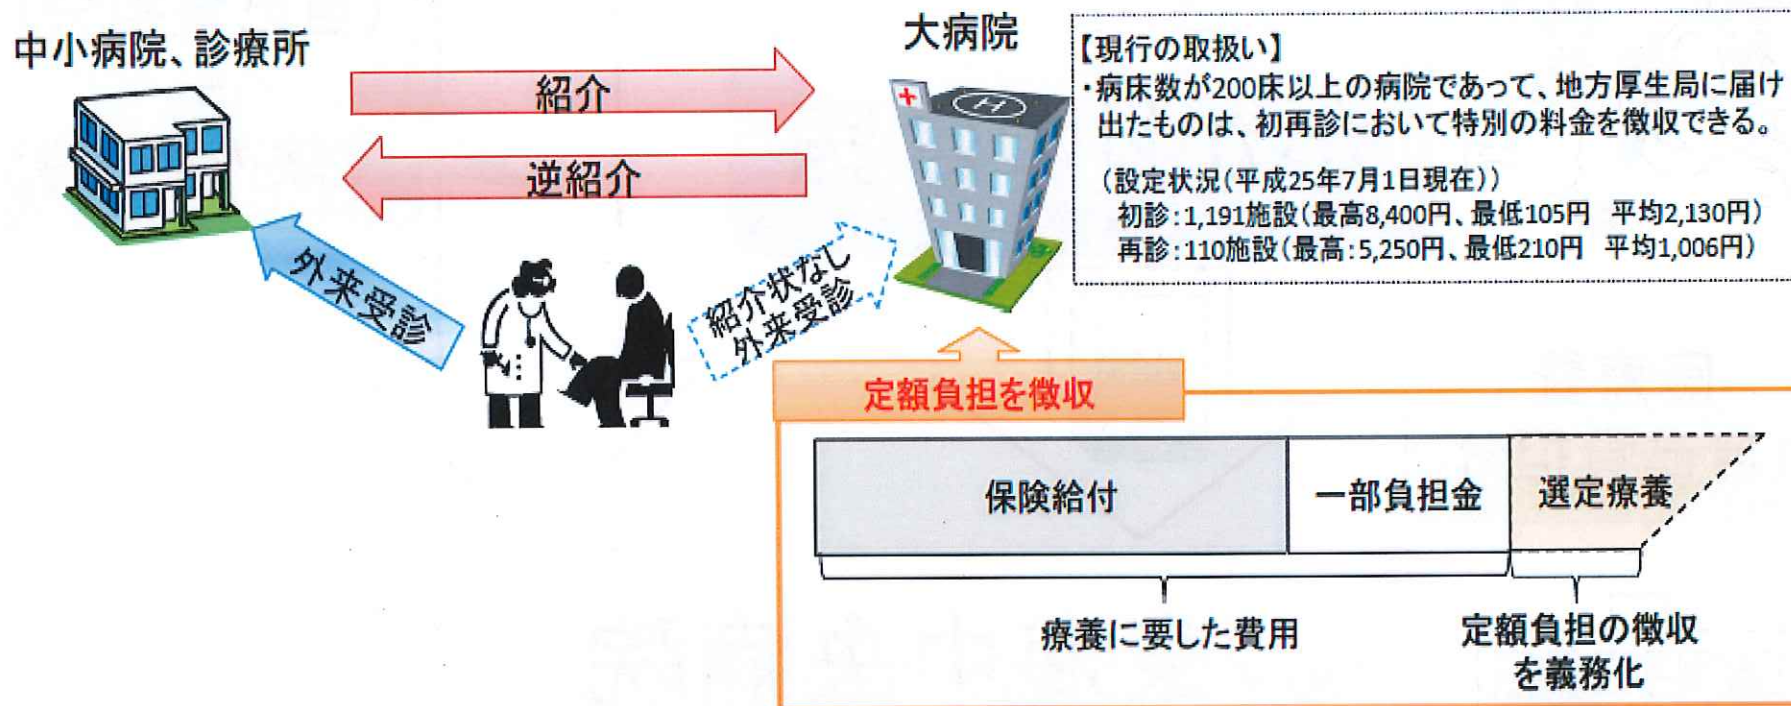 中小病院、診療所
大病院
紹介
逆紹介
外来受診
紹介状なし
外来受診
【現行の取扱い】
・病床数が200床以上の病院であって、地方厚生局に届け
出たものは、初再診において特別の料金を徴収できる。
(設定状況(平成25年7月1日現在))
初診:1,191施設(最高8,400円、最低105円 平均2,130円)
再診:110施設(最高:5,250円、最低210円 平均1,006円)
定額負担を徴収
保険給付
一部負担金
選定療養
療養に要した費用
定額負担の徴収
を義務化